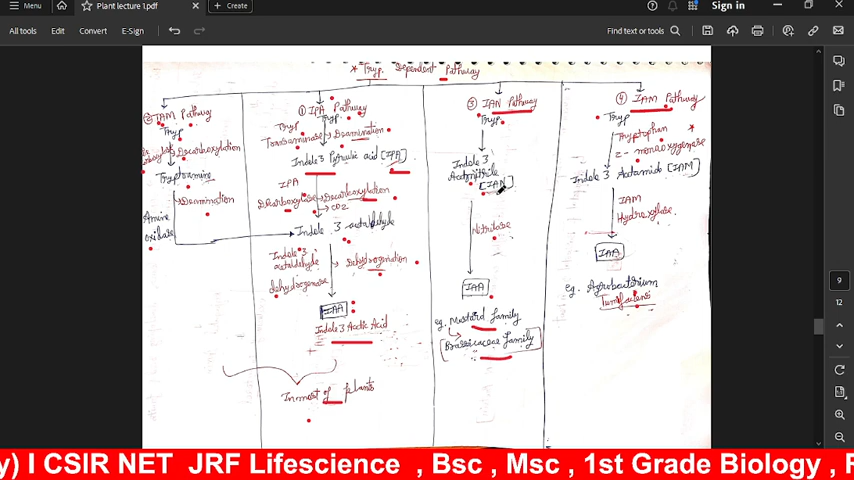 Menu
Plant lecture 1.pdf
Create
Sign in
All tools
Edit
Convert
E-Sign
Find text or tools
* Tryp. Dependent Pathway
② TAM Pathway
Tryp
Decarboxylation
Tryptamine
Deamination
Amine
oxidase
① IPA Pathway
Tryp.
Tryp
Transaminase
Deamination
Indole 3 Pyruvic acid [IPA]
IPA
Decarboxylase
Decarboxylation
CO2
Indole 3-acetaldehyde
Indole 3
acetaldehyde
dehydrogenase
Dehydrogenation
IAA
Indole 3 Acetic Acid
In most of plants
③ IAN Pathway
Tryp.
Indole 3
Acetonitrile
[IAN]
Nitrilase
IAA
eg. Mustard family
[Brassicaceae family]
④ IAM Pathway
Tryp
Tryptophan *
2-monooxygenase
Indole 3 Acetamide [IAM]
IAM
Hydroxylase
IAA
eg. Agrobacterium
Tumfaciens
9
12
y) I CSIR NET JRF Lifescience , Bsc , Msc , 1st Grade Biology , F